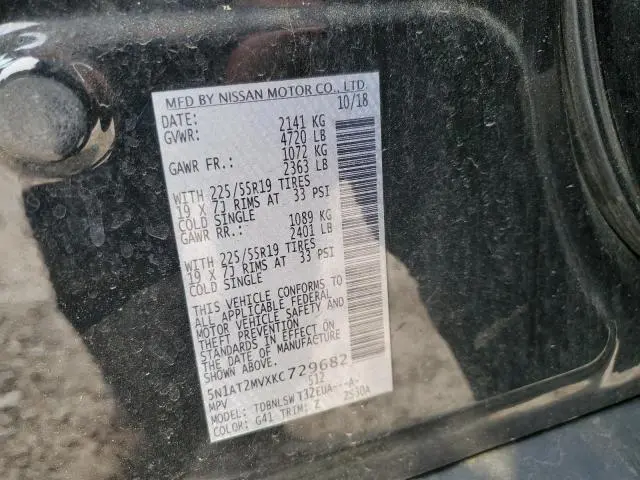 MFD BY NISSAN MOTOR CO., LTD.
DATE: 10/18
GVWR: 2141 KG
4720 LB
GAWR FR.: 1072 KG
2363 LB
WITH 225/55R19 TIRES
19 X 7J RIMS AT 33 PSI
COLD SINGLE
GAWR RR.: 1089 KG
2401 LB
WITH 225/55R19 TIRES
19 X 7J RIMS AT 33 PSI
COLD SINGLE
THIS VEHICLE CONFORMS TO
ALL APPLICABLE FEDERAL
MOTOR VEHICLE SAFETY AND
THEFT PREVENTION
STANDARDS IN EFFECT ON
THE DATE OF MANUFACTURE
SHOWN ABOVE.
5N1AT2MVXKC729682
MPV 512
MODEL: TDBNLSWT32EUA---A-
COLOR: G41 TRIM: Z 2530A